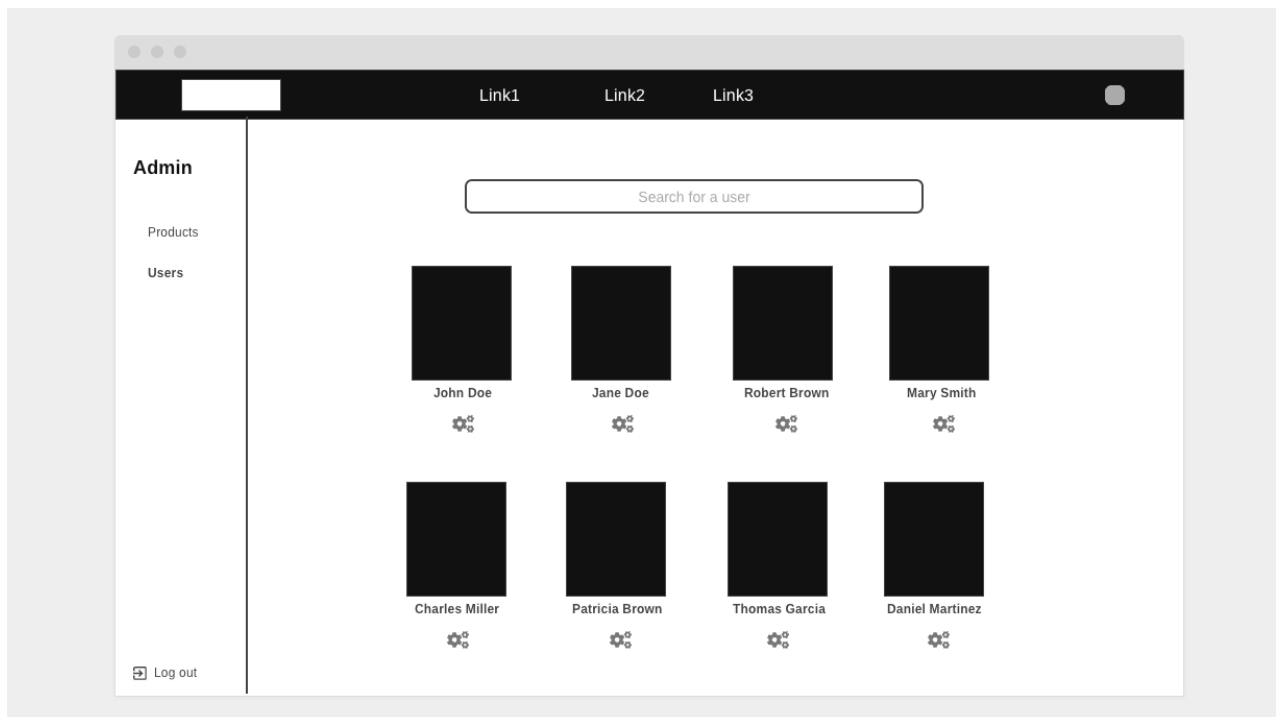 Link1 Link2 Link3
Admin
Products
Users
Log out
Search for a user
John Doe
Jane Doe
Robert Brown
Mary Smith
Charles Miller
Patricia Brown
Thomas Garcia
Daniel Martinez